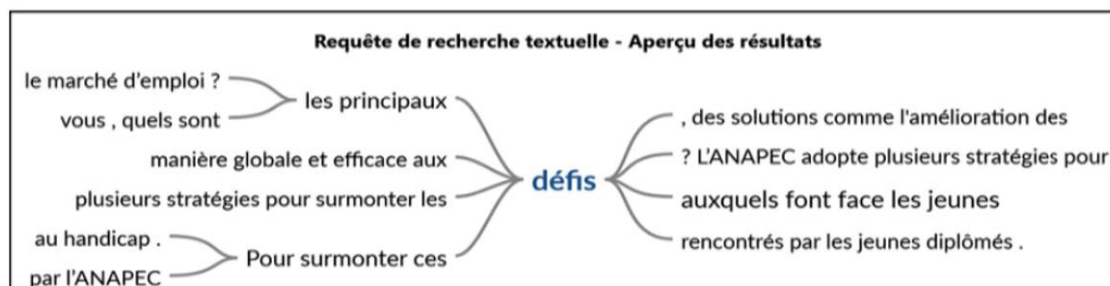 Requête de recherche textuelle - Aperçu des résultats
le marché d'emploi ?
vous , quels sont
les principaux
manière globale et efficace aux
plusieurs stratégies pour surmonter les
au handicap .
par l'ANAPEC
Pour surmonter ces
défis
, des solutions comme l'amélioration des
? L'ANAPEC adopte plusieurs stratégies pour
auxquels font face les jeunes
rencontrés par les jeunes diplômés .